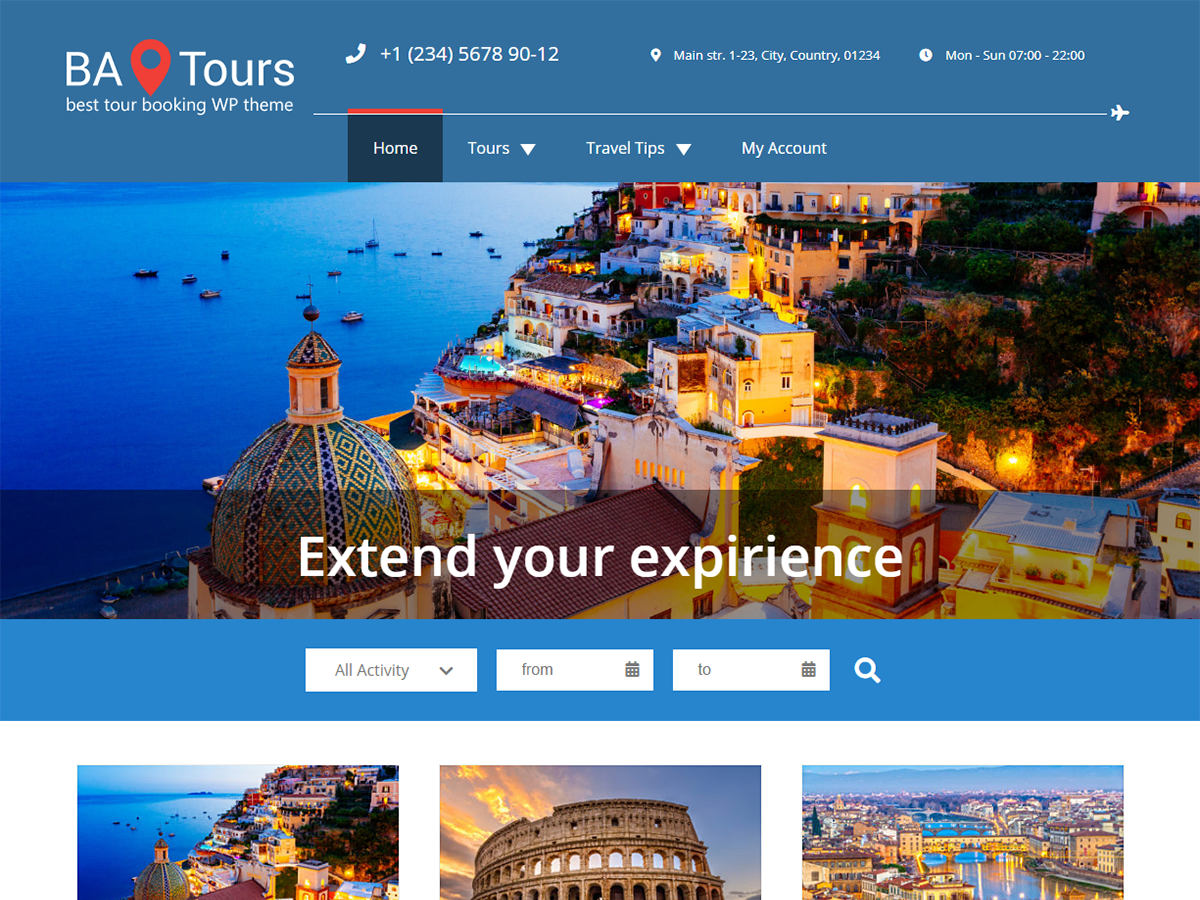 BA Tours
best tour booking WP theme
+1 (234) 5678 90-12
Main str. 1-23, City, Country, 01234
Mon - Sun 07:00 - 22:00
Home
Tours
Travel Tips
My Account
Extend your expirience
All Activity
from
to